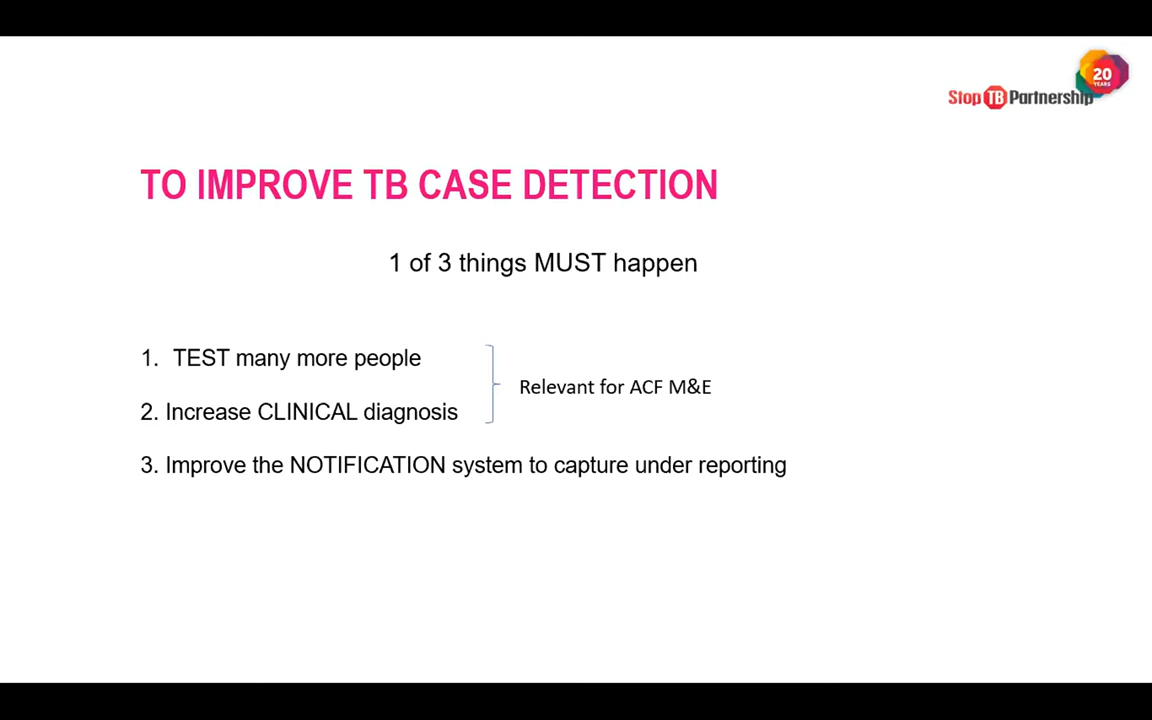 20
YEARS
Stop TB Partnership
TO IMPROVE TB CASE DETECTION
1 of 3 things MUST happen
1. TEST many more people
2. Increase CLINICAL diagnosis
Relevant for ACF M&E
3. Improve the NOTIFICATION system to capture under reporting